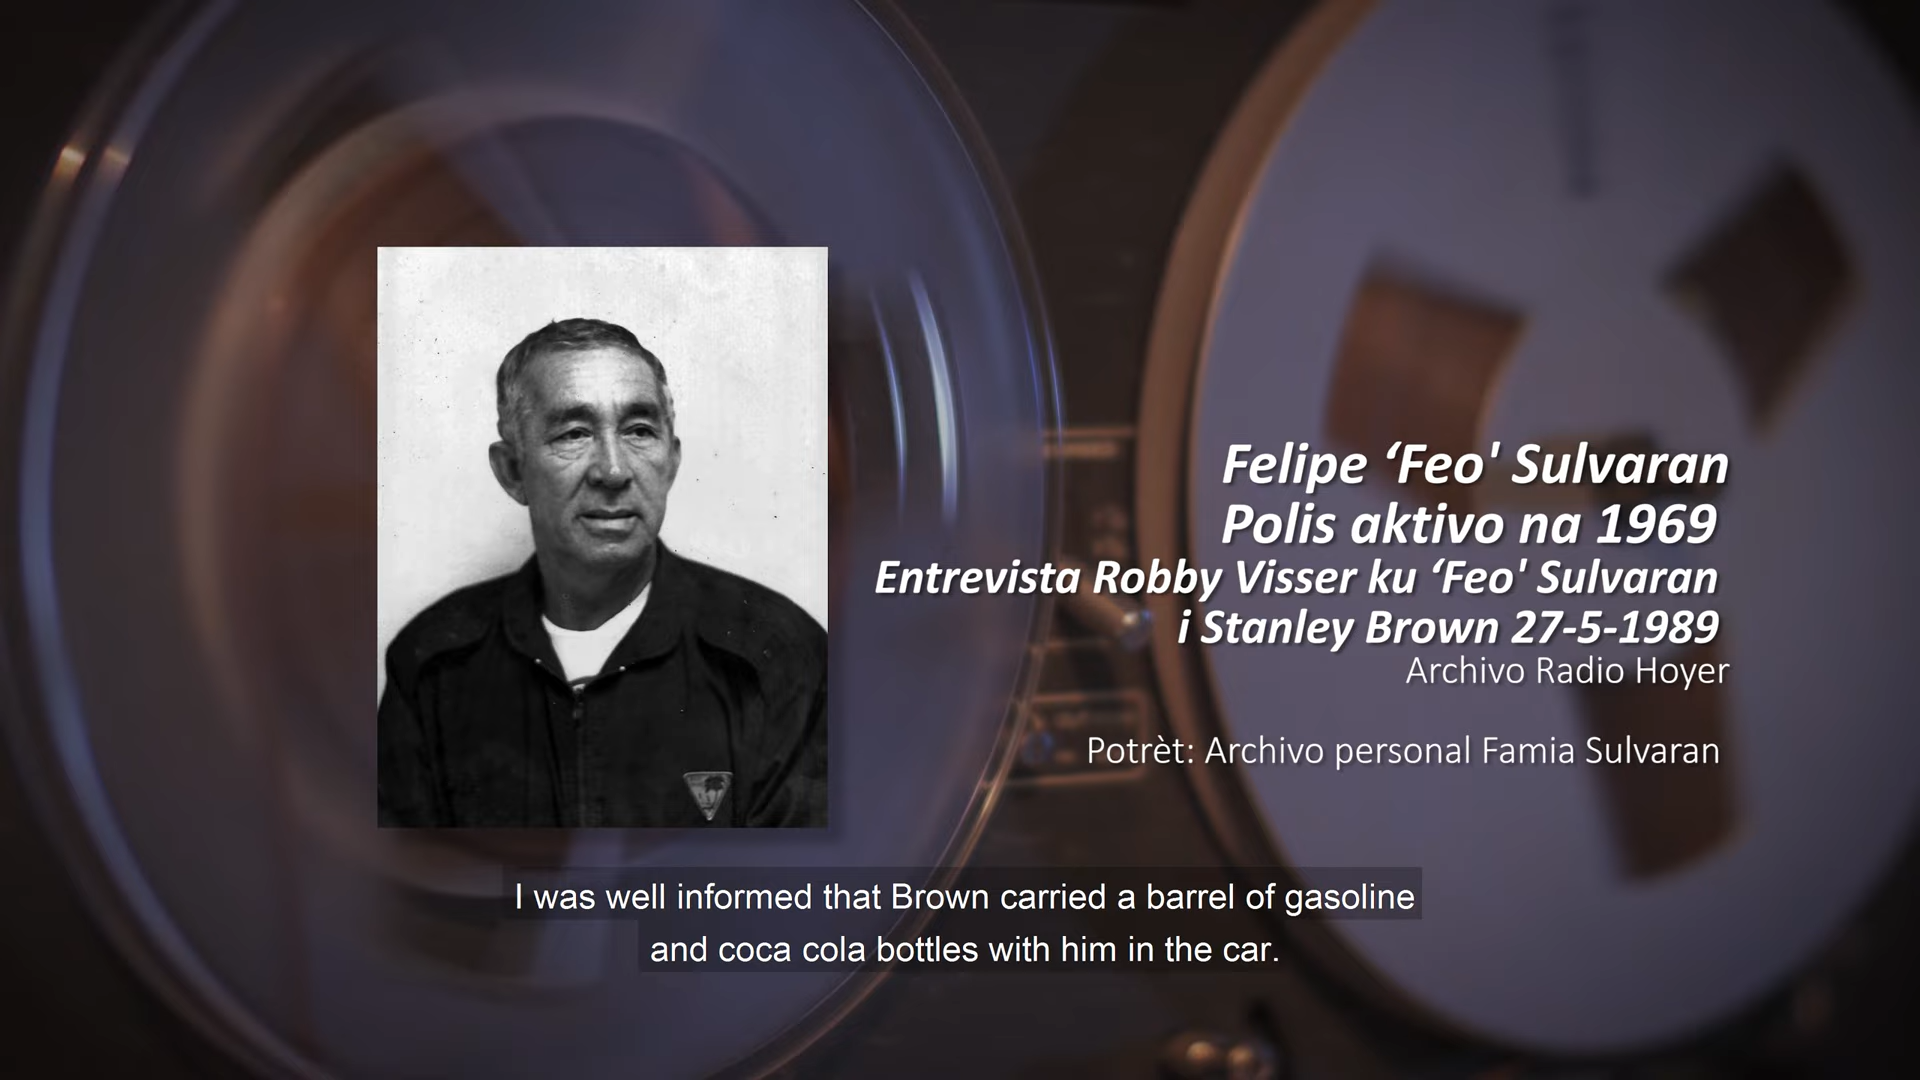 Felipe ‘Feo' Sulvaran
Polis aktivo na 1969
Entrevista Robby Visser ku ‘Feo' Sulvaran
i Stanley Brown 27-5-1989
Archivo Radio Hoyer
Potrèt: Archivo personal Famia Sulvaran
I was well informed that Brown carried a barrel of gasoline
and coca cola bottles with him in the car.